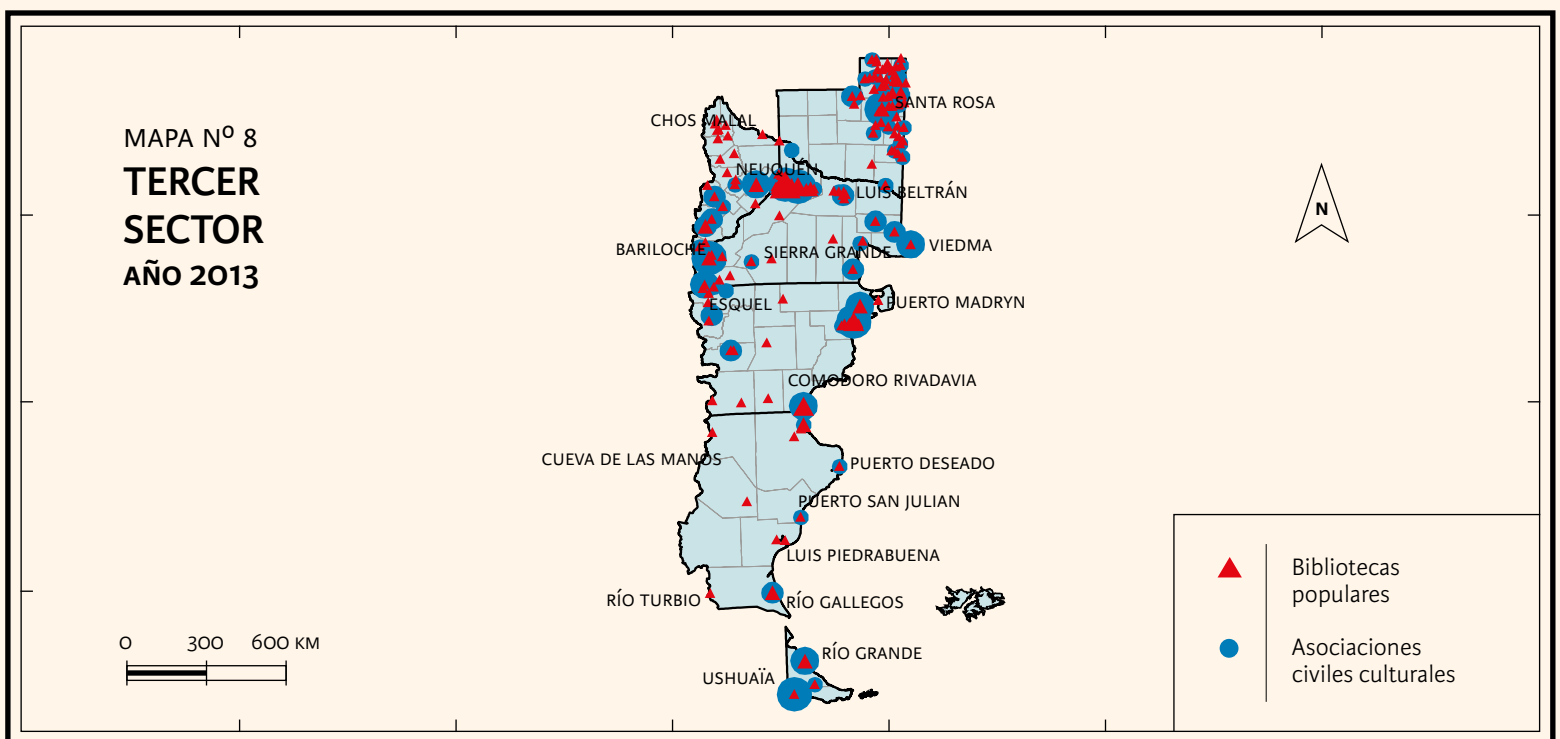 MAPA Nº 8
TERCER
SECTOR
AÑO 2013
CHOS MALAL
SANTA ROSA
NEUQUÉN
LUIS BELTRÁN
BARILOCHE
SIERRA GRANDE
VIEDMA
ESQUEL
PUERTO MADRYN
COMODORO RIVADAVIA
CUEVA DE LAS MANOS
PUERTO DESEADO
PUERTO SAN JULIAN
LUIS PIEDRABUENA
RÍO TURBIO
RÍO GALLEGOS
RÍO GRANDE
USHUAÏA
0 300 600 KM
N
Bibliotecas
populares
Asociaciones
civiles culturales